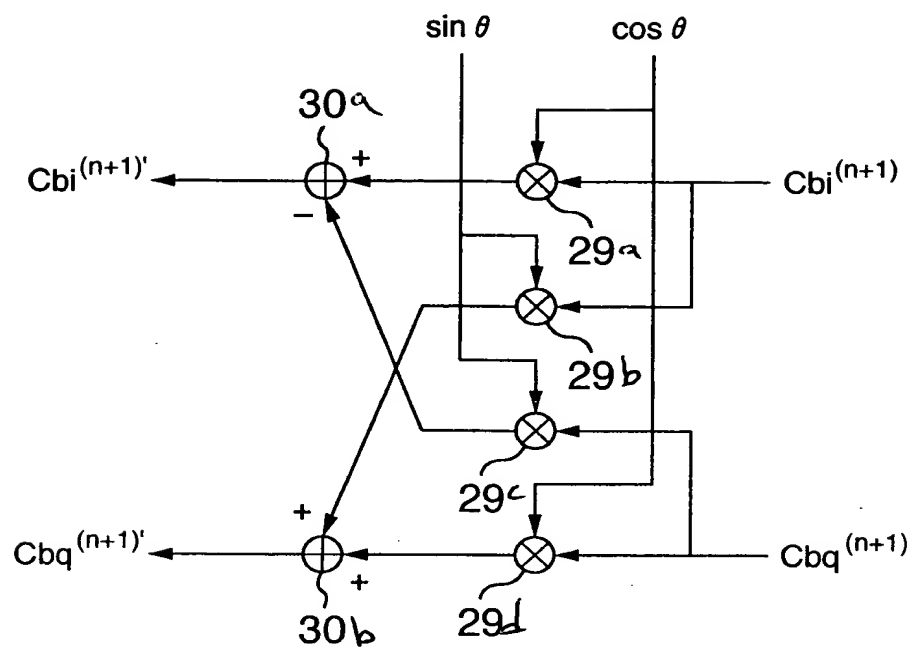 sin θ cos θ
30a
+
Cbi(n+1)' Cbi(n+1)
−
29a
29b
29c
+
Cbq(n+1)' Cbq(n+1)
+
30b 29d